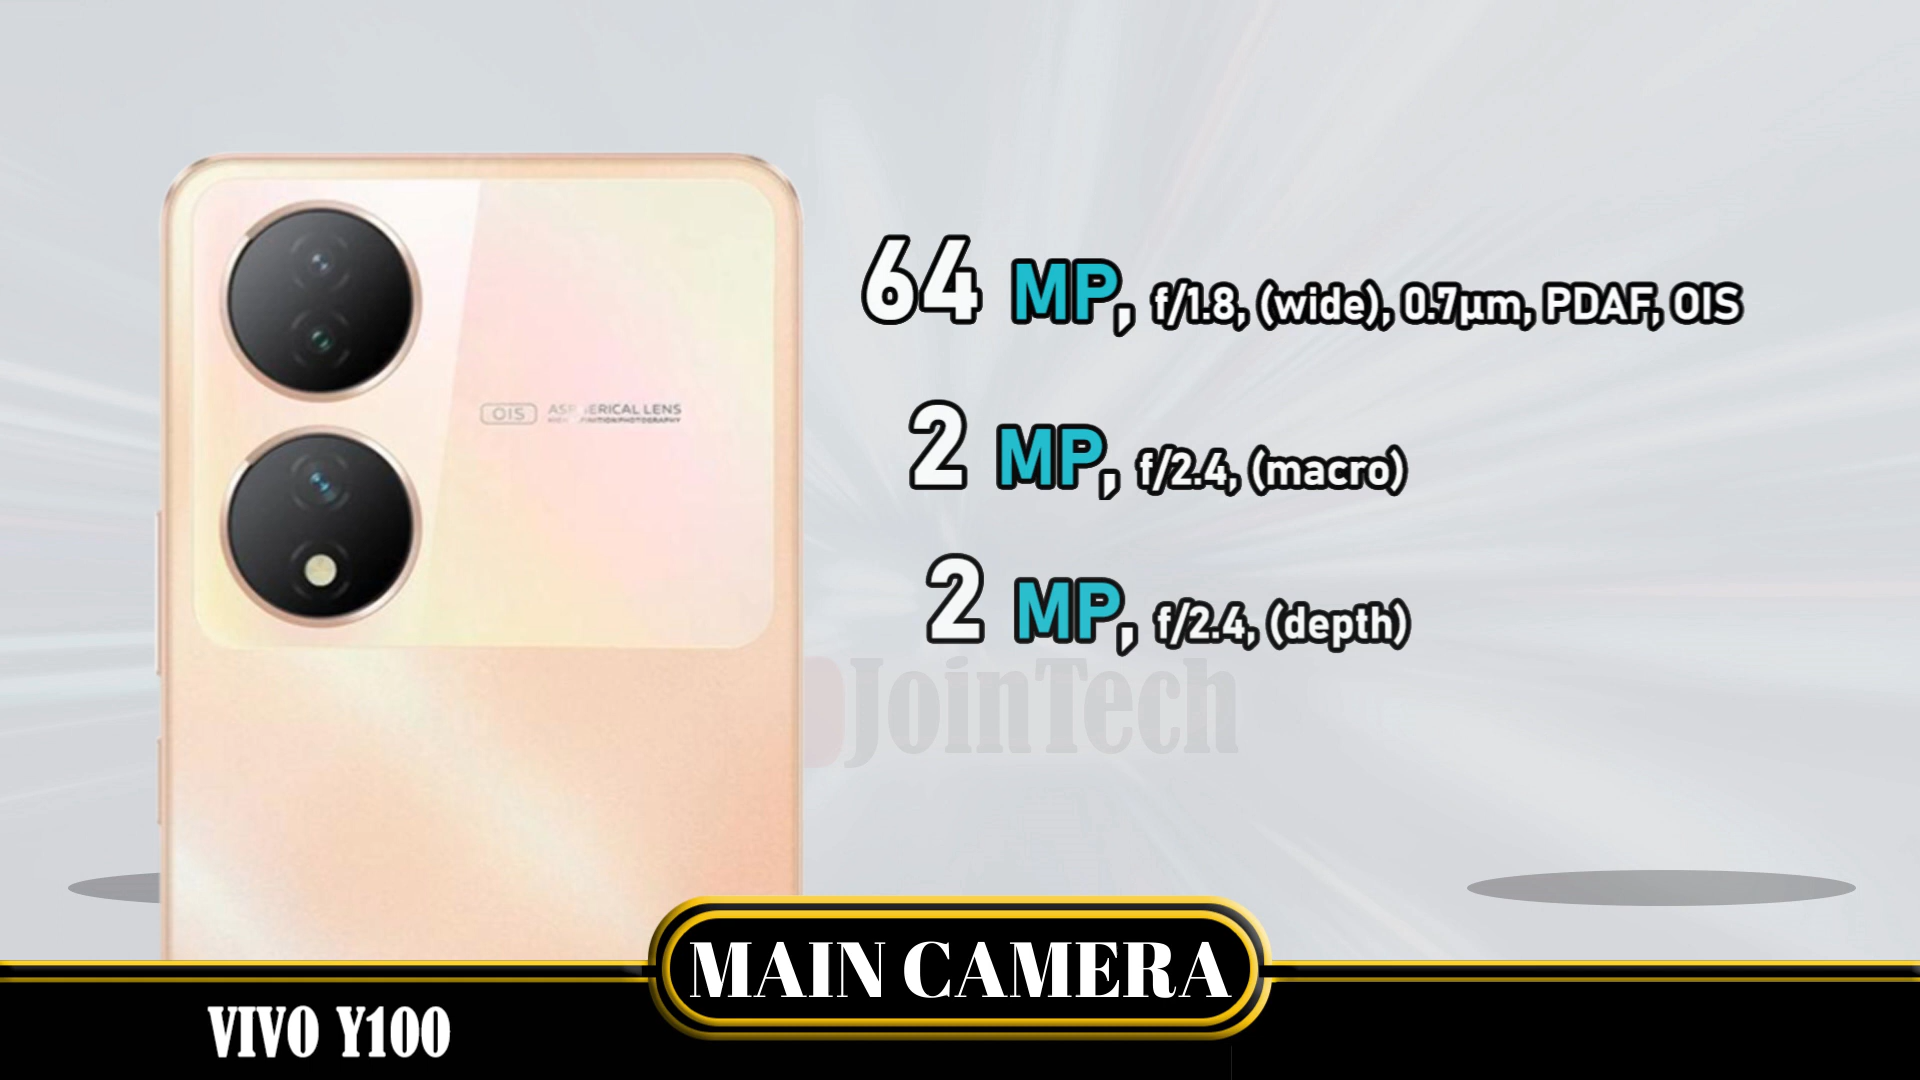 64 MP, f/1.8, (wide), 0.7µm, PDAF, OIS
2 MP, f/2.4, (macro)
OIS LENS
2 MP, f/2.4, (depth)
JoinTech
MAIN CAMERA
VIVO Y100